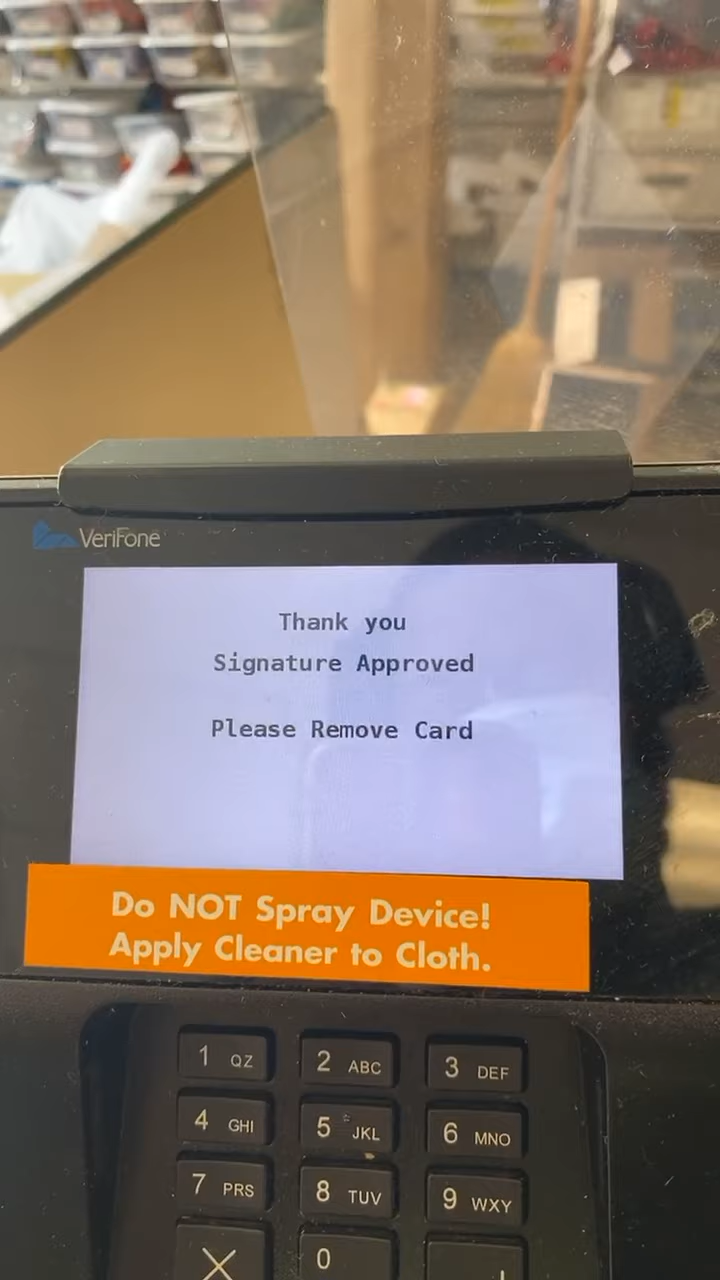 VeriFone
Thank you
Signature Approved
Please Remove Card
Do NOT Spray Device!
Apply Cleaner to Cloth.
1 QZ 2 ABC 3 DEF
4 GHI 5 JKL 6 MNO
7 PRS 8 TUV 9 WXY
0